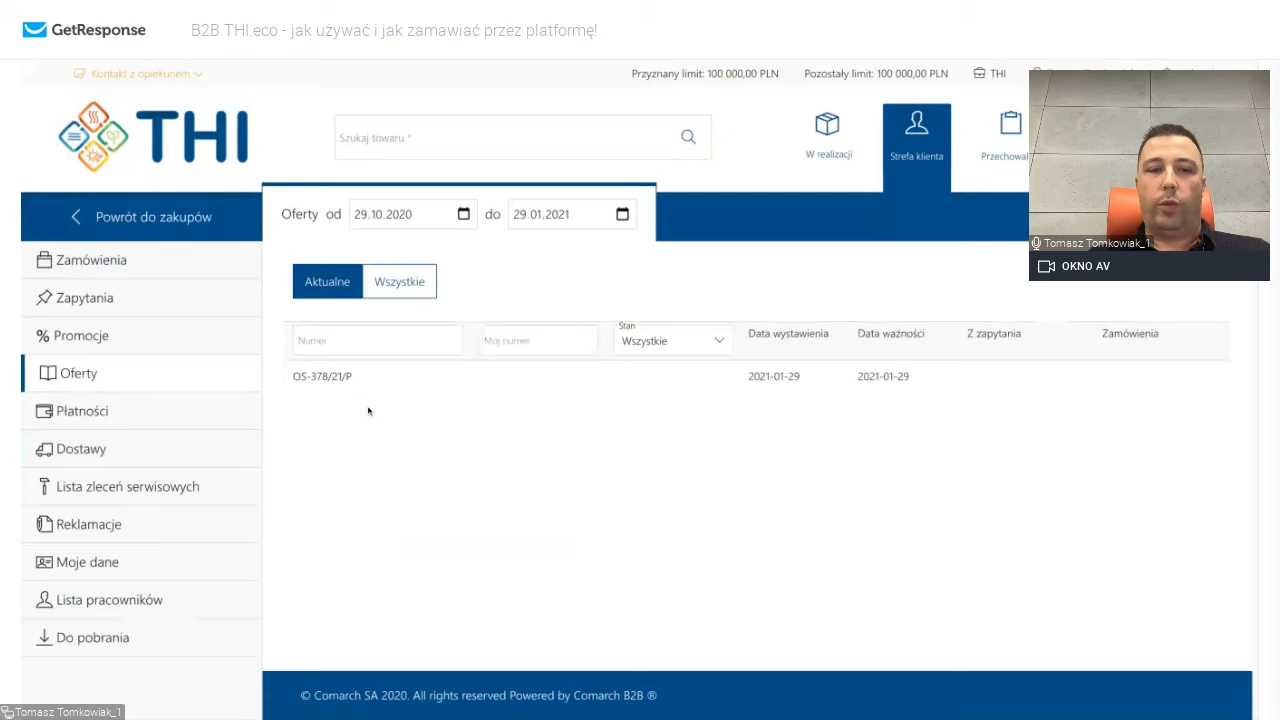 GetResponse
B2B.THI.eco - jak używać i jak zamawiać przez platformę!
Kontakt z opiekunem
Przyznany limit: 100 000,00 PLN
Pozostały limit: 100 000,00 PLN
THI
THI
Szukaj towaru *
W realizacji
Strefa klienta
Przechowal
Tomasz Tomkowiak_1
OKNO AV
Powrót do zakupów
Oferty od 29.10.2020 do 29.01.2021
Zamówienia
Zapytania
Promocje
Oferty
Płatności
Dostawy
Lista zleceń serwisowych
Reklamacje
Moje dane
Lista pracowników
Do pobrania
Aktualne Wszystkie
Numer
Mój numer
Stan
Wszystkie
Data wystawienia
Data ważności
Z zapytania
Zamówienia
OS-378/21/P 2021-01-29 2021-01-29
© Comarch SA 2020. All rights reserved Powered by Comarch B2B ®
Tomasz Tomkowiak_1